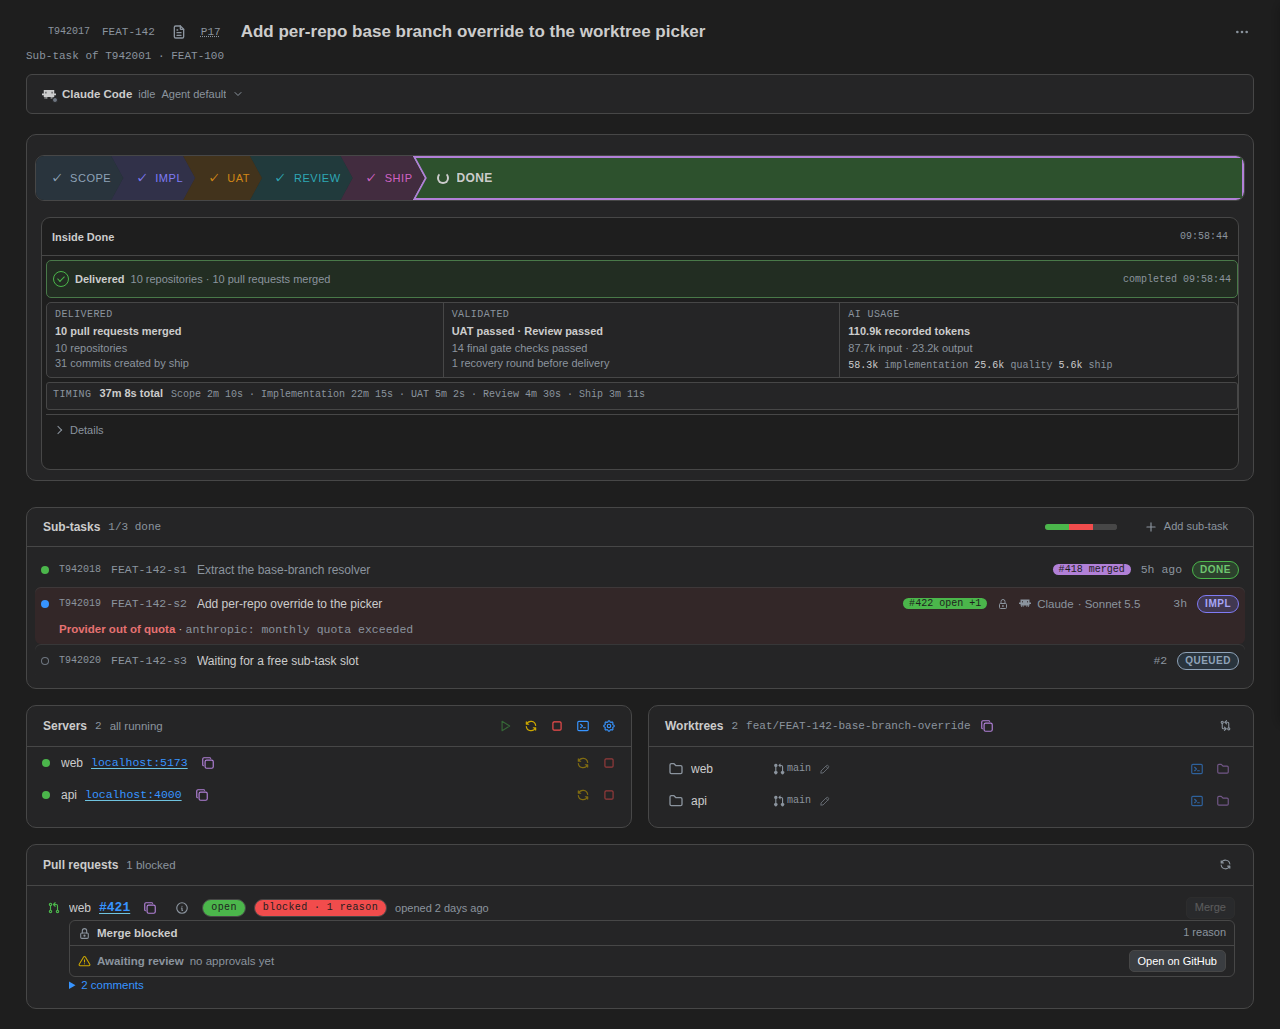 T942017 FEAT-142 P17 Add per-repo base branch override to the worktree picker
Sub-task of T942001 · FEAT-100
Claude Code idle Agent default
SCOPE IMPL UAT REVIEW SHIP DONE
Inside Done 09:58:44
Delivered 10 repositories · 10 pull requests merged completed 09:58:44
DELIVERED
10 pull requests merged
10 repositories
31 commits created by ship
VALIDATED
UAT passed · Review passed
14 final gate checks passed
1 recovery round before delivery
AI USAGE
110.9k recorded tokens
87.7k input · 23.2k output
58.3k implementation 25.6k quality 5.6k ship
TIMING 37m 8s total Scope 2m 10s · Implementation 22m 15s · UAT 5m 2s · Review 4m 30s · Ship 3m 11s
Details
Sub-tasks 1/3 done Add sub-task
T942018 FEAT-142-s1 Extract the base-branch resolver #418 merged 5h ago DONE
T942019 FEAT-142-s2 Add per-repo override to the picker #422 open +1 Claude · Sonnet 5.5 3h IMPL
Provider out of quota · anthropic: monthly quota exceeded
T942020 FEAT-142-s3 Waiting for a free sub-task slot #2 QUEUED
Servers 2 all running
web localhost:5173
api localhost:4000
Worktrees 2 feat/FEAT-142-base-branch-override
web main
api main
Pull requests 1 blocked
web #421 open blocked · 1 reason opened 2 days ago Merge
Merge blocked 1 reason
Awaiting review no approvals yet Open on GitHub
2 comments